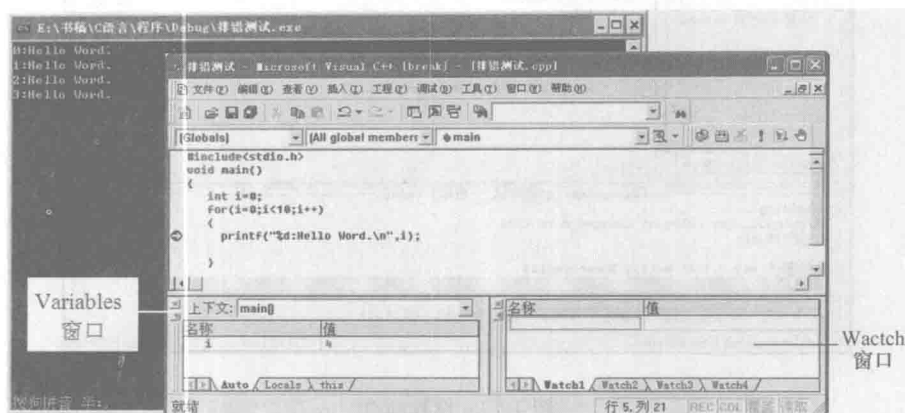 E:\书稿\C语言\程序\Debug\排错测试.exe
0:Hello Word.
1:Hello Word.
2:Hello Word.
3:Hello Word.
排错测试 - Microsoft Visual C++ [break] - [排错测试.cpp]
文件(F) 编辑(E) 查看(V) 插入(I) 工程(P) 调试(D) 工具(T) 窗口(W) 帮助(H)
(Globals) (All global members main
#include<stdio.h>
void main()
{
int i=0;
for(i=0;i<10;i++)
{
printf("%d:Hello Word.\n",i);
}
Variables
窗口
上下文: main()
名称 值
i 4
Auto Locals this
名称 值
Watch1 Watch2 Watch3 Watch4
Wactch
窗口
就绪
行 5, 列 21 REC COL 覆盖 读取